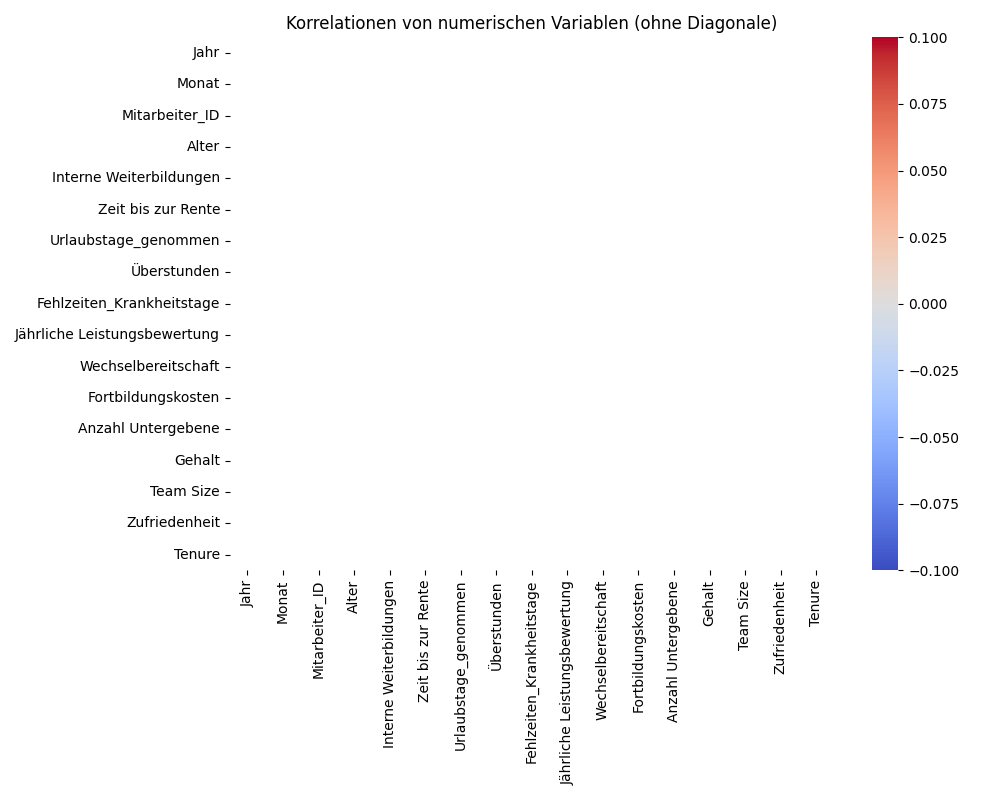 Korrelationen von numerischen Variablen (ohne Diagonale)
Jahr
Monat
Mitarbeiter_ID
Alter
Interne Weiterbildungen
Zeit bis zur Rente
Urlaubstage_genommen
Überstunden
Fehlzeiten_Krankheitstage
Jährliche Leistungsbewertung
Wechselbereitschaft
Fortbildungskosten
Anzahl Untergebene
Gehalt
Team Size
Zufriedenheit
Tenure
Jahr
Monat
Mitarbeiter_ID
Alter
Interne Weiterbildungen
Zeit bis zur Rente
Urlaubstage_genommen
Überstunden
Fehlzeiten_Krankheitstage
Jährliche Leistungsbewertung
Wechselbereitschaft
Fortbildungskosten
Anzahl Untergebene
Gehalt
Team Size
Zufriedenheit
Tenure
0.100
0.075
0.050
0.025
0.000
−0.025
−0.050
−0.075
−0.100